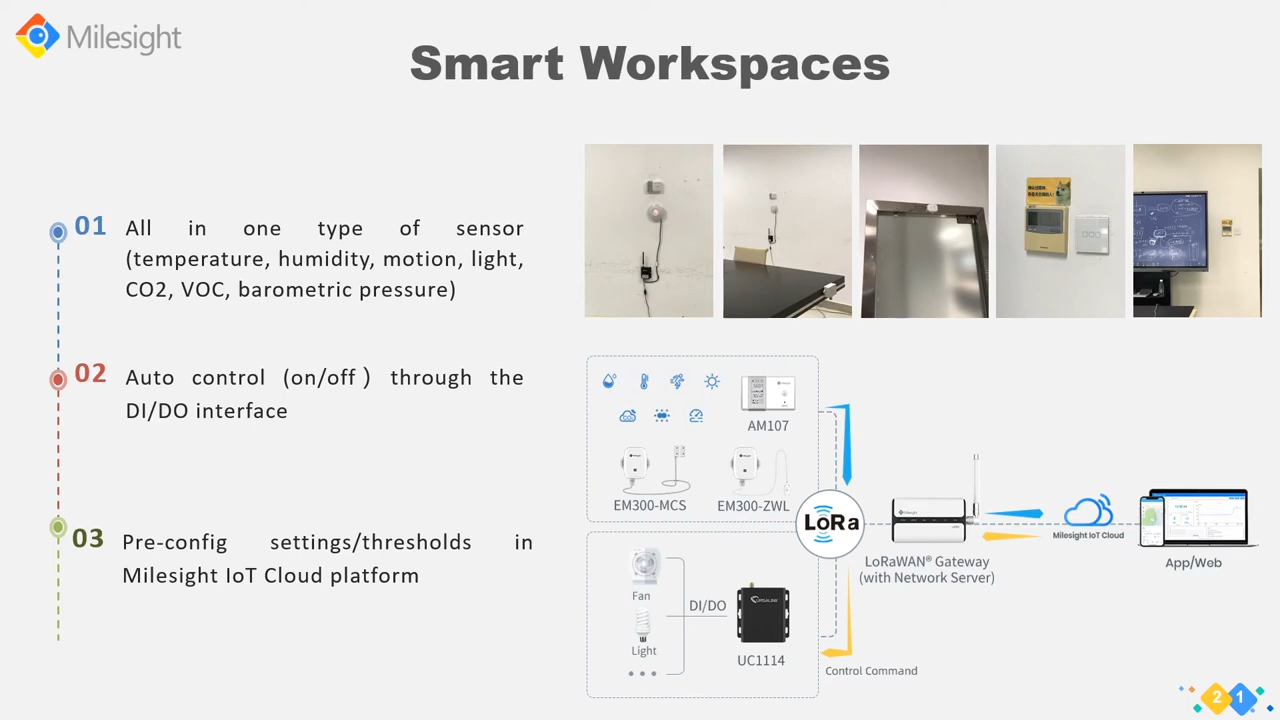 Milesight
Smart Workspaces
01
All in one type of sensor
(temperature, humidity, motion, light,
CO2, VOC, barometric pressure)
02
Auto control (on/off ) through the
DI/DO interface
03
Pre-config settings/thresholds in
Milesight IoT Cloud platform
AM107
EM300-MCS
EM300-ZWL
LoRa
LoRaWAN® Gateway
(with Network Server)
Milesight IoT Cloud
App/Web
Fan
DI/DO
Light
UC1114
Control Command
2 1